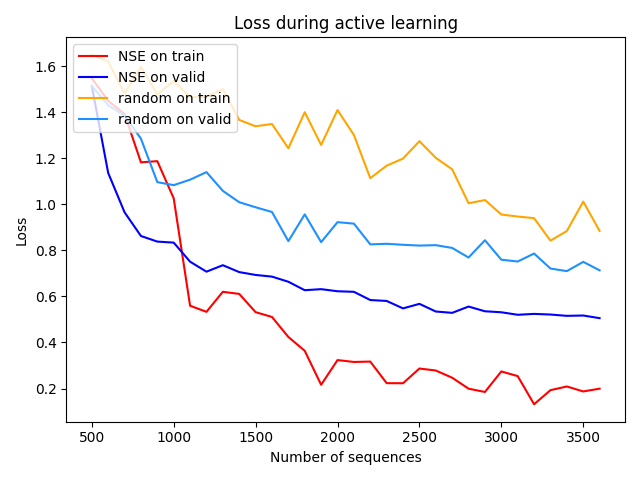 Loss during active learning
NSE on train
NSE on valid
random on train
random on valid
Loss
1.6
1.4
1.2
1.0
0.8
0.6
0.4
0.2
500 1000 1500 2000 2500 3000 3500
Number of sequences